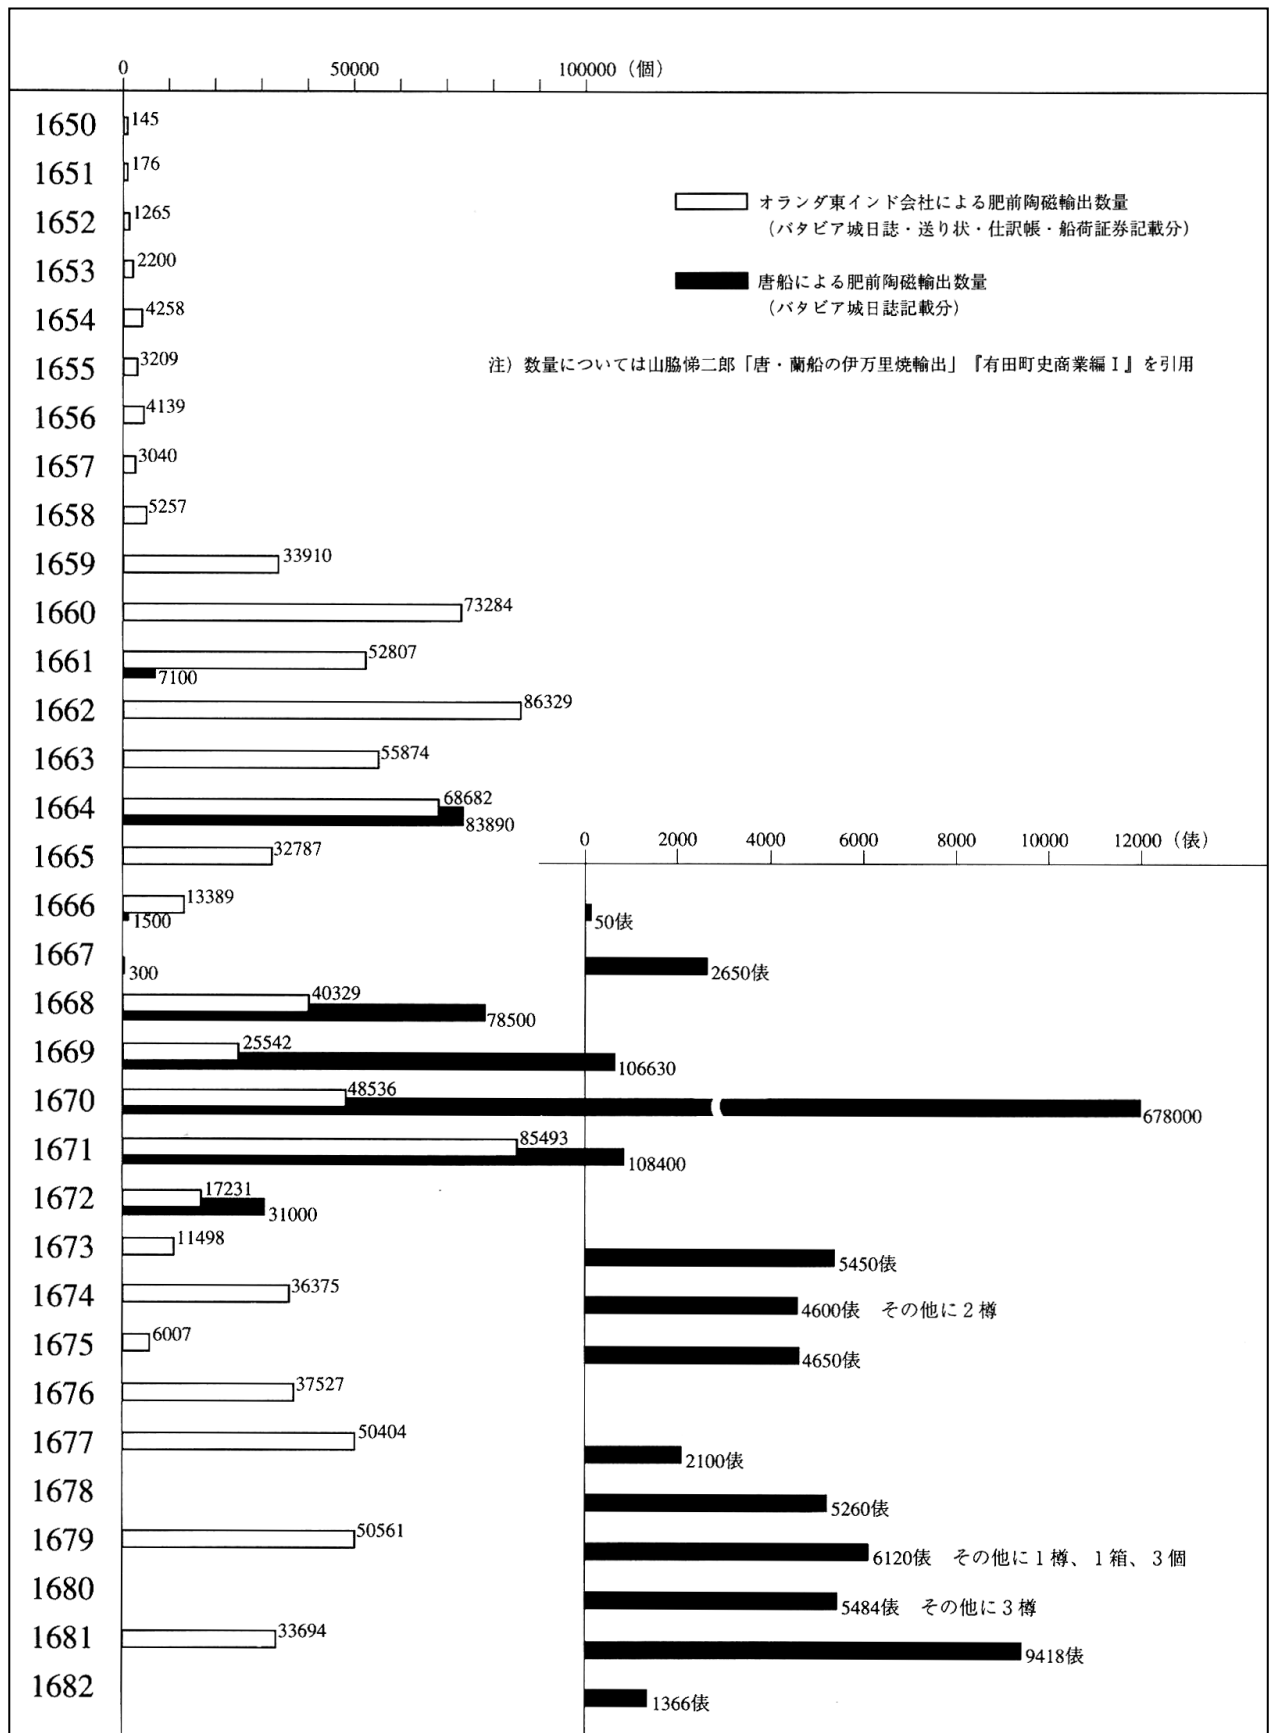 0 50000 100000（個）
1650 145
1651 176
1652 1265
オランダ東インド会社による肥前陶磁輸出数量
（バタビア城日誌・送り状・仕訳帳・船荷証券記載分）
1653 2200
唐船による肥前陶磁輸出数量
（バタビア城日誌記載分）
1654 4258
1655 3209
注）数量については山脇悌二郎「唐・蘭船の伊万里焼輸出」『有田町史商業編Ⅰ』を引用
1656 4139
1657 3040
1658 5257
1659 33910
1660 73284
1661 52807
7100
1662 86329
1663 55874
1664 68682
83890
0 2000 4000 6000 8000 10000 12000（俵）
1665 32787
1666 13389
1500 50俵
1667
300 2650俵
1668 40329
78500
1669 25542
106630
1670 48536
678000
1671 85493
108400
1672 17231
31000
1673 11498
5450俵
1674 36375
4600俵 その他に2樽
1675 6007
4650俵
1676 37527
1677 50404
2100俵
1678
5260俵
1679 50561
6120俵 その他に1樽、1箱、3個
1680
5484俵 その他に3樽
1681 33694
9418俵
1682
1366俵